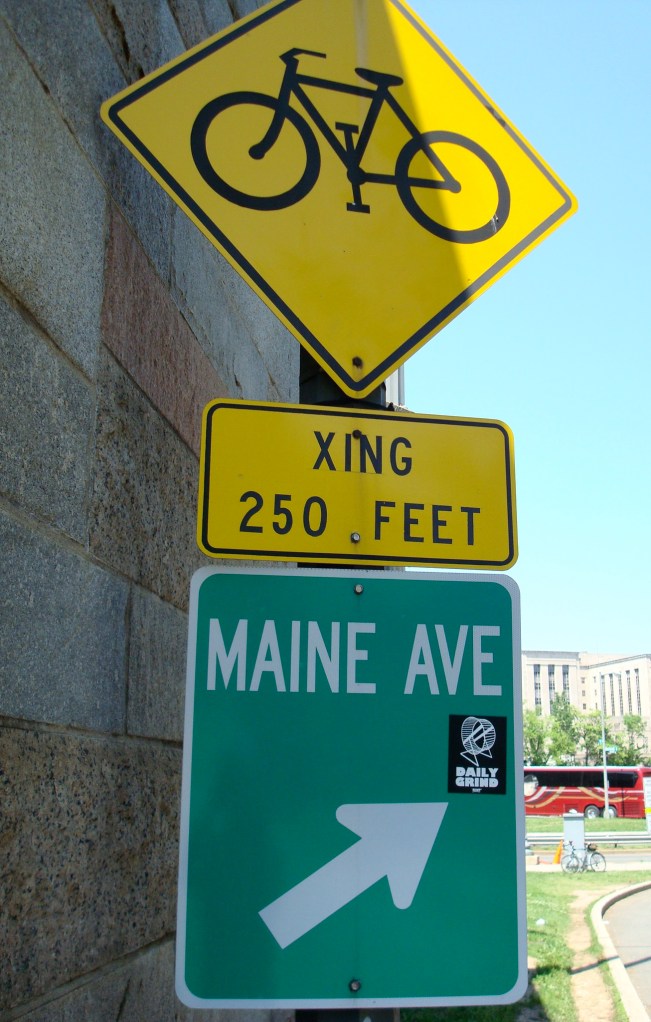 XING
250 FEET
MAINE AVE
DAILY
GRIND